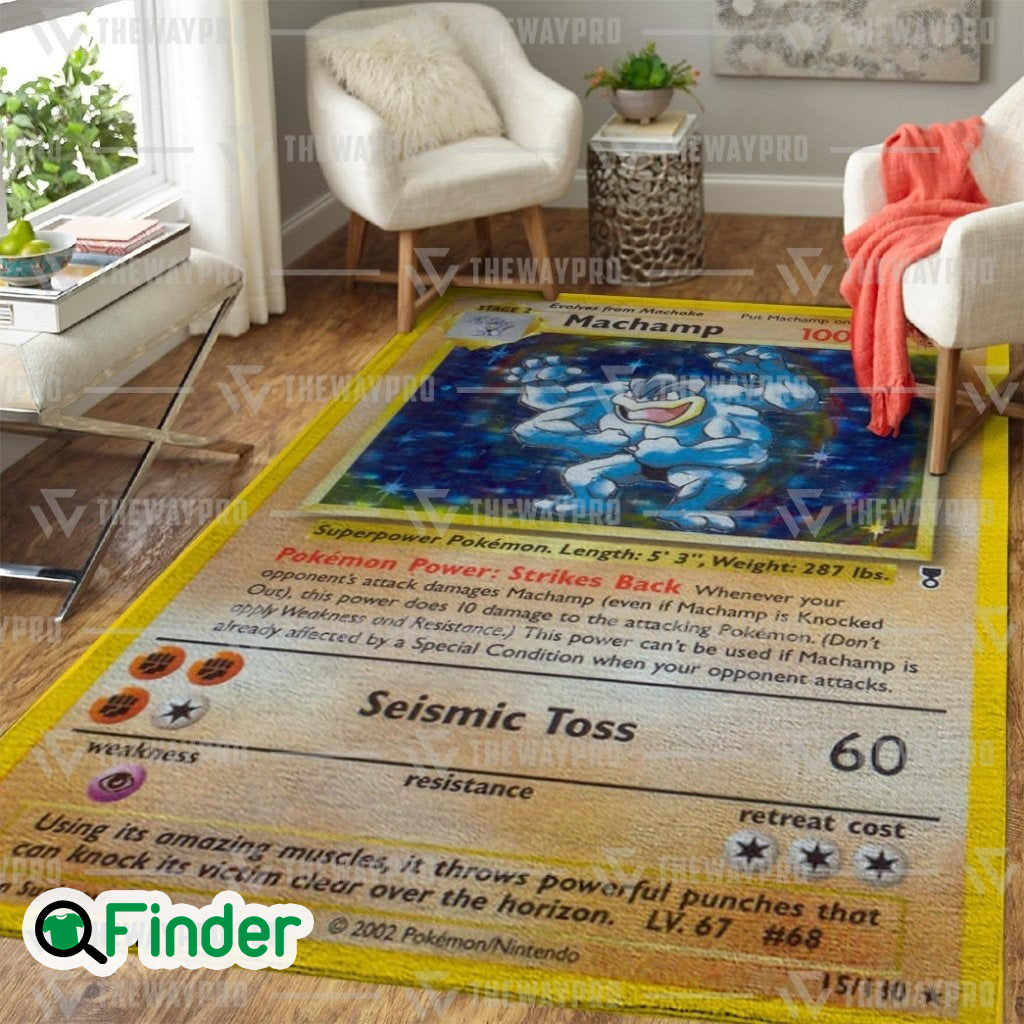 THEWAYPRO
STAGE 2
Evolves from Machoke
Put Machamp on
Machamp
100
Superpower Pokémon. Length: 5' 3", Weight: 287 lbs.
Pokémon Power: Strikes Back Whenever your
opponent's attack damages Machamp (even if Machamp is Knocked
Out), this power does 10 damage to the attacking Pokémon. (Don't
apply Weakness and Resistance.) This power can't be used if Machamp is
already affected by a Special Condition when your opponent attacks.
Seismic Toss
60
weakness
resistance
retreat cost
Using its amazing muscles, it throws powerful punches that
can knock its victim clear over the horizon. LV. 67 #68
Finder
© 2002 Pokémon/Nintendo